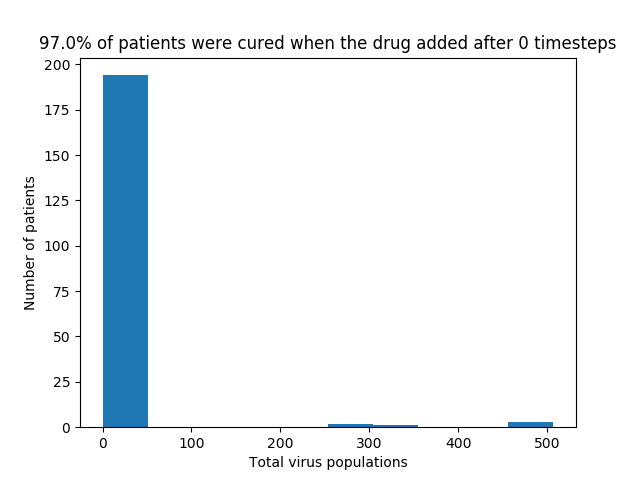 97.0% of patients were cured when the drug added after 0 timesteps
200
175
150
125
100
75
50
25
0
Number of patients
0 100 200 300 400 500
Total virus populations